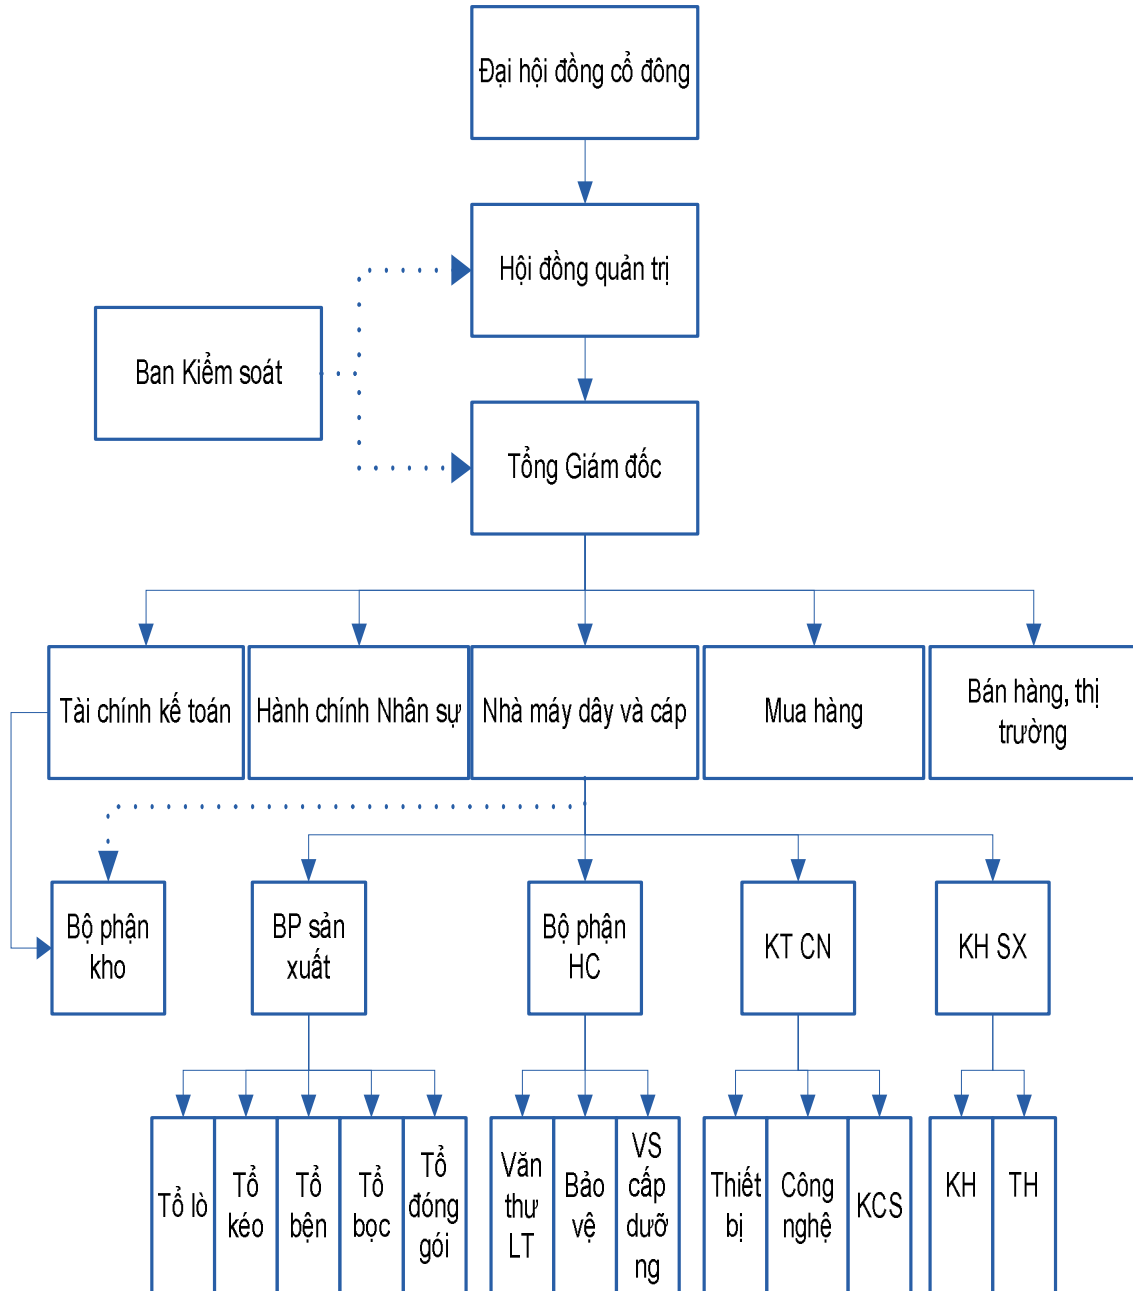 Đại hội đồng cổ đông
Hội đồng quản trị
Ban Kiểm soát
Tổng Giám đốc
Tài chính kế toán
Hành chính Nhân sự
Nhà máy dây và cáp
Mua hàng
Bán hàng, thị
trường
Bộ phận
kho
BP sản
xuất
Bộ phận
HC
KT CN
KH SX
Tổ lò
Tổ
kéo
Tổ
bện
Tổ
bọc
Tổ
đóng
gói
Văn
thư
LT
Bảo
vệ
VS
cấp
dưỡ
ng
Thiết
bị
Công
nghệ
KCS
KH
TH